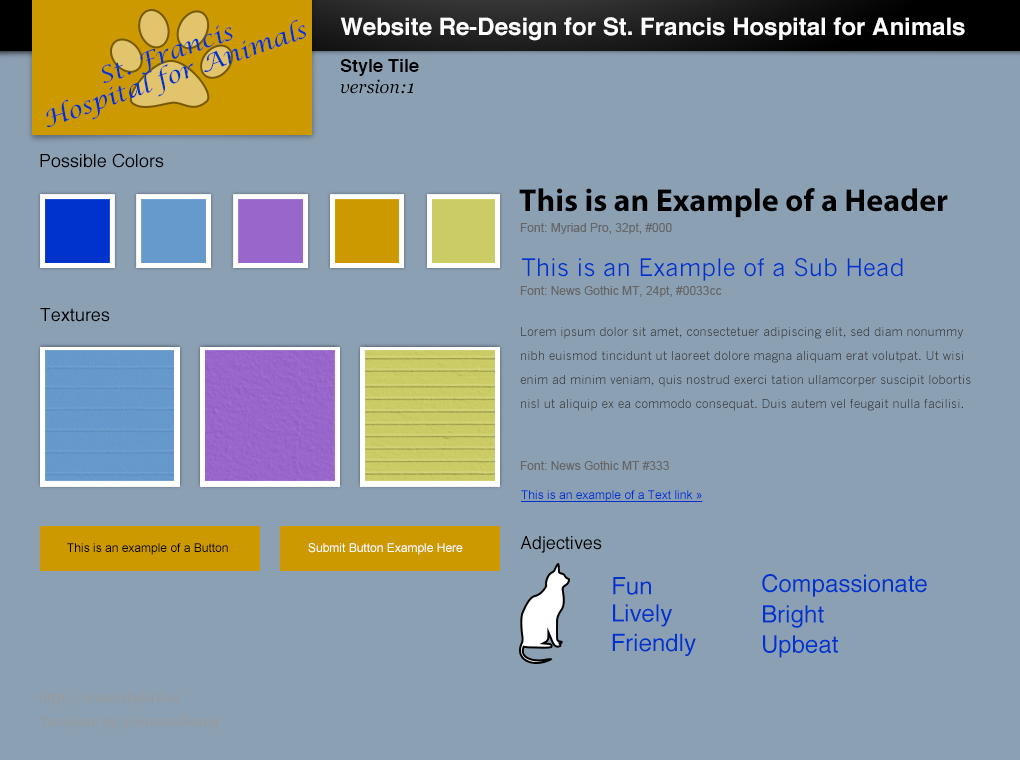 St. Francis
Hospital for Animals
Website Re-Design for St. Francis Hospital for Animals
Style Tile
version:1
Possible Colors
Textures
This is an example of a Button
Submit Button Example Here
This is an Example of a Header
Font: Myriad Pro, 32pt, #000
This is an Example of a Sub Head
Font: News Gothic MT, 24pt, #0033cc
Lorem ipsum dolor sit amet, consectetuer adipiscing elit, sed diam nonummy
nibh euismod tincidunt ut laoreet dolore magna aliquam erat volutpat. Ut wisi
enim ad minim veniam, quis nostrud exerci tation ullamcorper suscipit lobortis
nisl ut aliquip ex ea commodo consequat. Duis autem vel feugait nulla facilisi.
Font: News Gothic MT #333
This is an example of a Text link »
Adjectives
Fun
Lively
Friendly
Compassionate
Bright
Upbeat